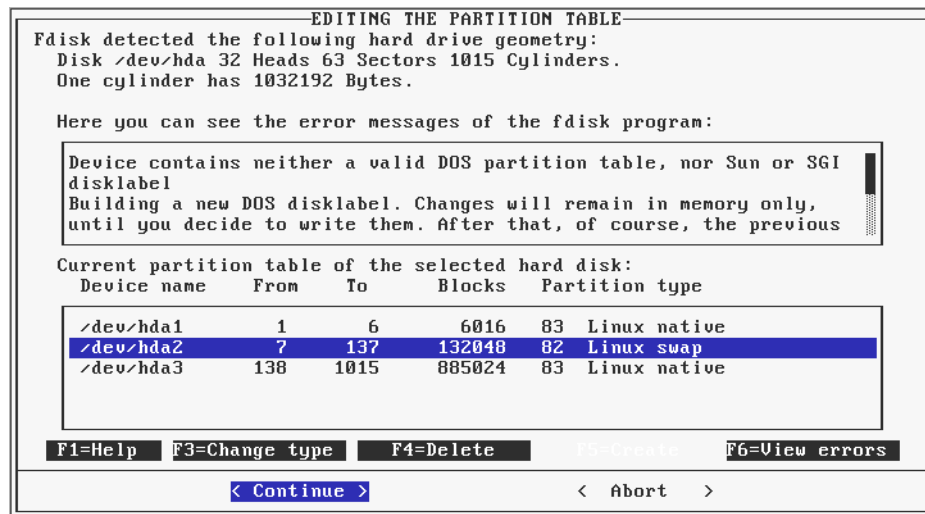 EDITING THE PARTITION TABLE
Fdisk detected the following hard drive geometry:
Disk /dev/hda 32 Heads 63 Sectors 1015 Cylinders.
One cylinder has 1032192 Bytes.
Here you can see the error messages of the fdisk program:
Device contains neither a valid DOS partition table, nor Sun or SGI
disklabel
Building a new DOS disklabel. Changes will remain in memory only,
until you decide to write them. After that, of course, the previous
Current partition table of the selected hard disk:
Device name From To Blocks Partition type
/dev/hda1 1 6 6016 83 Linux native
/dev/hda2 7 137 132048 82 Linux swap
/dev/hda3 138 1015 885024 83 Linux native
F1=Help F3=Change type F4=Delete F5=Create F6=View errors
< Continue > < Abort >